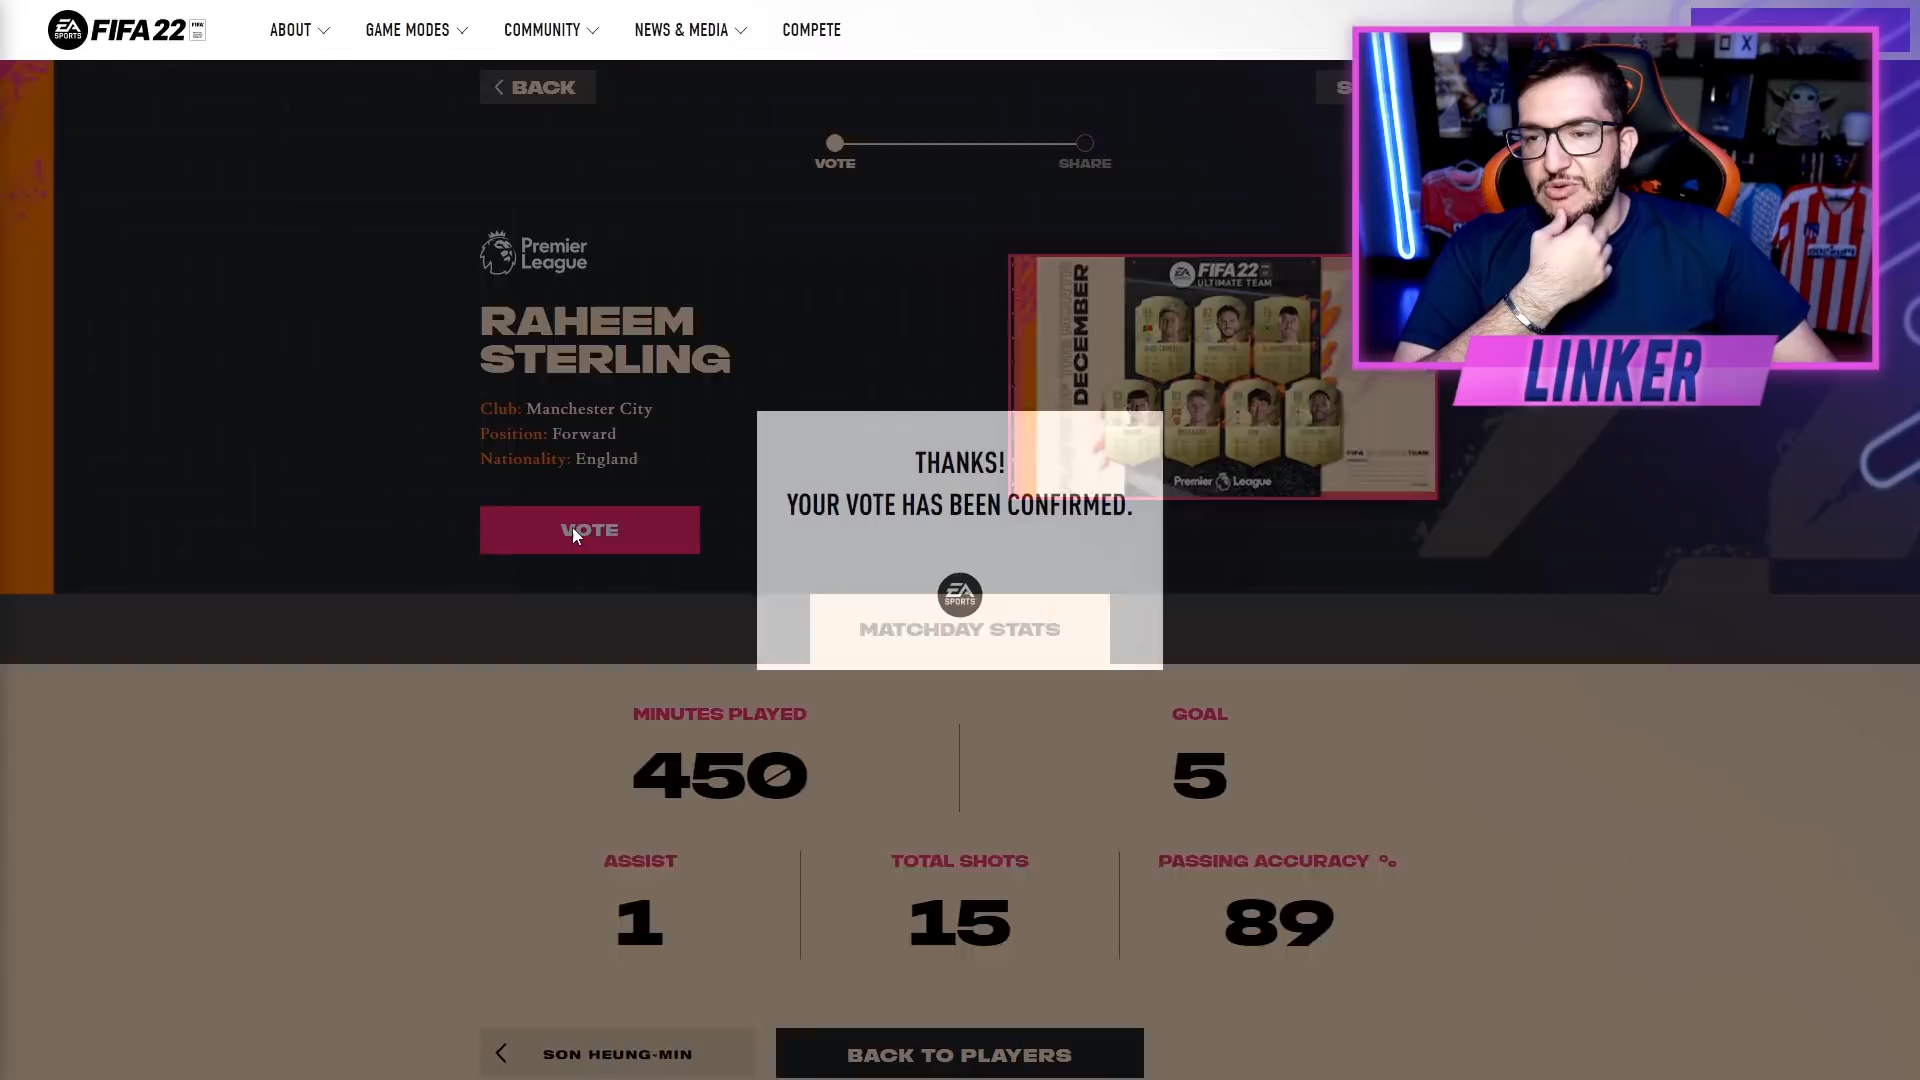 EA SPORTS FIFA 22
ABOUT
GAME MODES
COMMUNITY
NEWS & MEDIA
COMPETE
BACK
S
VOTE
SHARE
Premier League
RAHEEM
STERLING
Club: Manchester City
Position: Forward
Nationality: England
VOTE
DECEMBER
FIFA 22
ULTIMATE TEAM
Premier League
LINKER
THANKS!
YOUR VOTE HAS BEEN CONFIRMED.
EA SPORTS
MATCHDAY STATS
MINUTES PLAYED
450
GOAL
5
ASSIST
1
TOTAL SHOTS
15
PASSING ACCURACY %
89
SON HEUNG-MIN
BACK TO PLAYERS